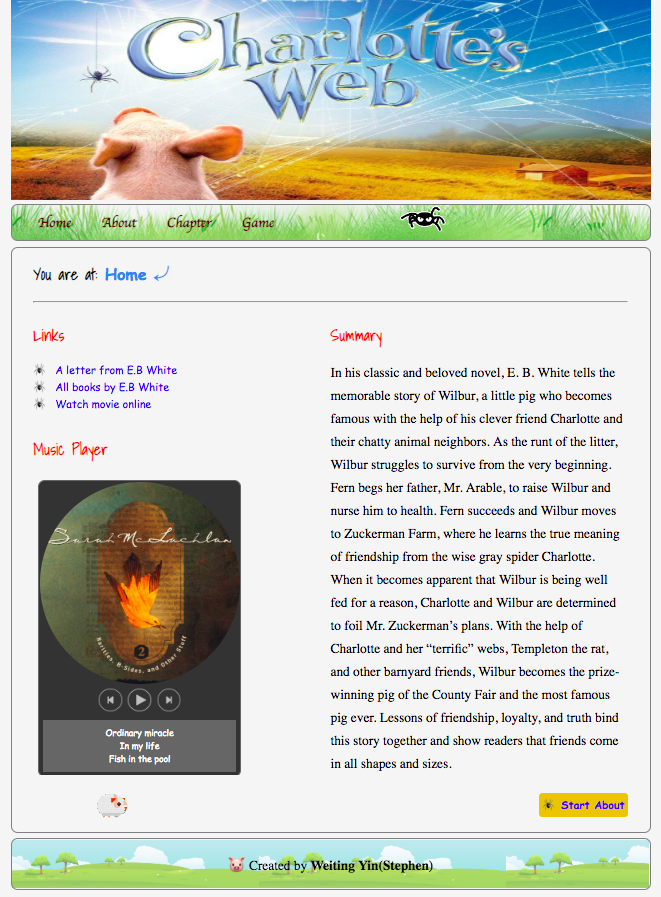 Charlotte's
Web
Home About Chapter Game
You are at: Home
Links
A letter from E.B White
All books by E.B White
Watch movie online
Music Player
Sarah McLachlan
2
Rarities, B-Sides, and Other Stuff
Ordinary miracle
In my life
Fish in the pool
Summary
In his classic and beloved novel, E. B. White tells the
memorable story of Wilbur, a little pig who becomes
famous with the help of his clever friend Charlotte and
their chatty animal neighbors. As the runt of the litter,
Wilbur struggles to survive from the very beginning.
Fern begs her father, Mr. Arable, to raise Wilbur and
nurse him to health. Fern succeeds and Wilbur moves
to Zuckerman Farm, where he learns the true meaning
of friendship from the wise gray spider Charlotte.
When it becomes apparent that Wilbur is being well
fed for a reason, Charlotte and Wilbur are determined
to foil Mr. Zuckerman's plans. With the help of
Charlotte and her “terrific” webs, Templeton the rat,
and other barnyard friends, Wilbur becomes the prize-
winning pig of the County Fair and the most famous
pig ever. Lessons of friendship, loyalty, and truth bind
this story together and show readers that friends come
in all shapes and sizes.
Start About
Created by Weiting Yin(Stephen)